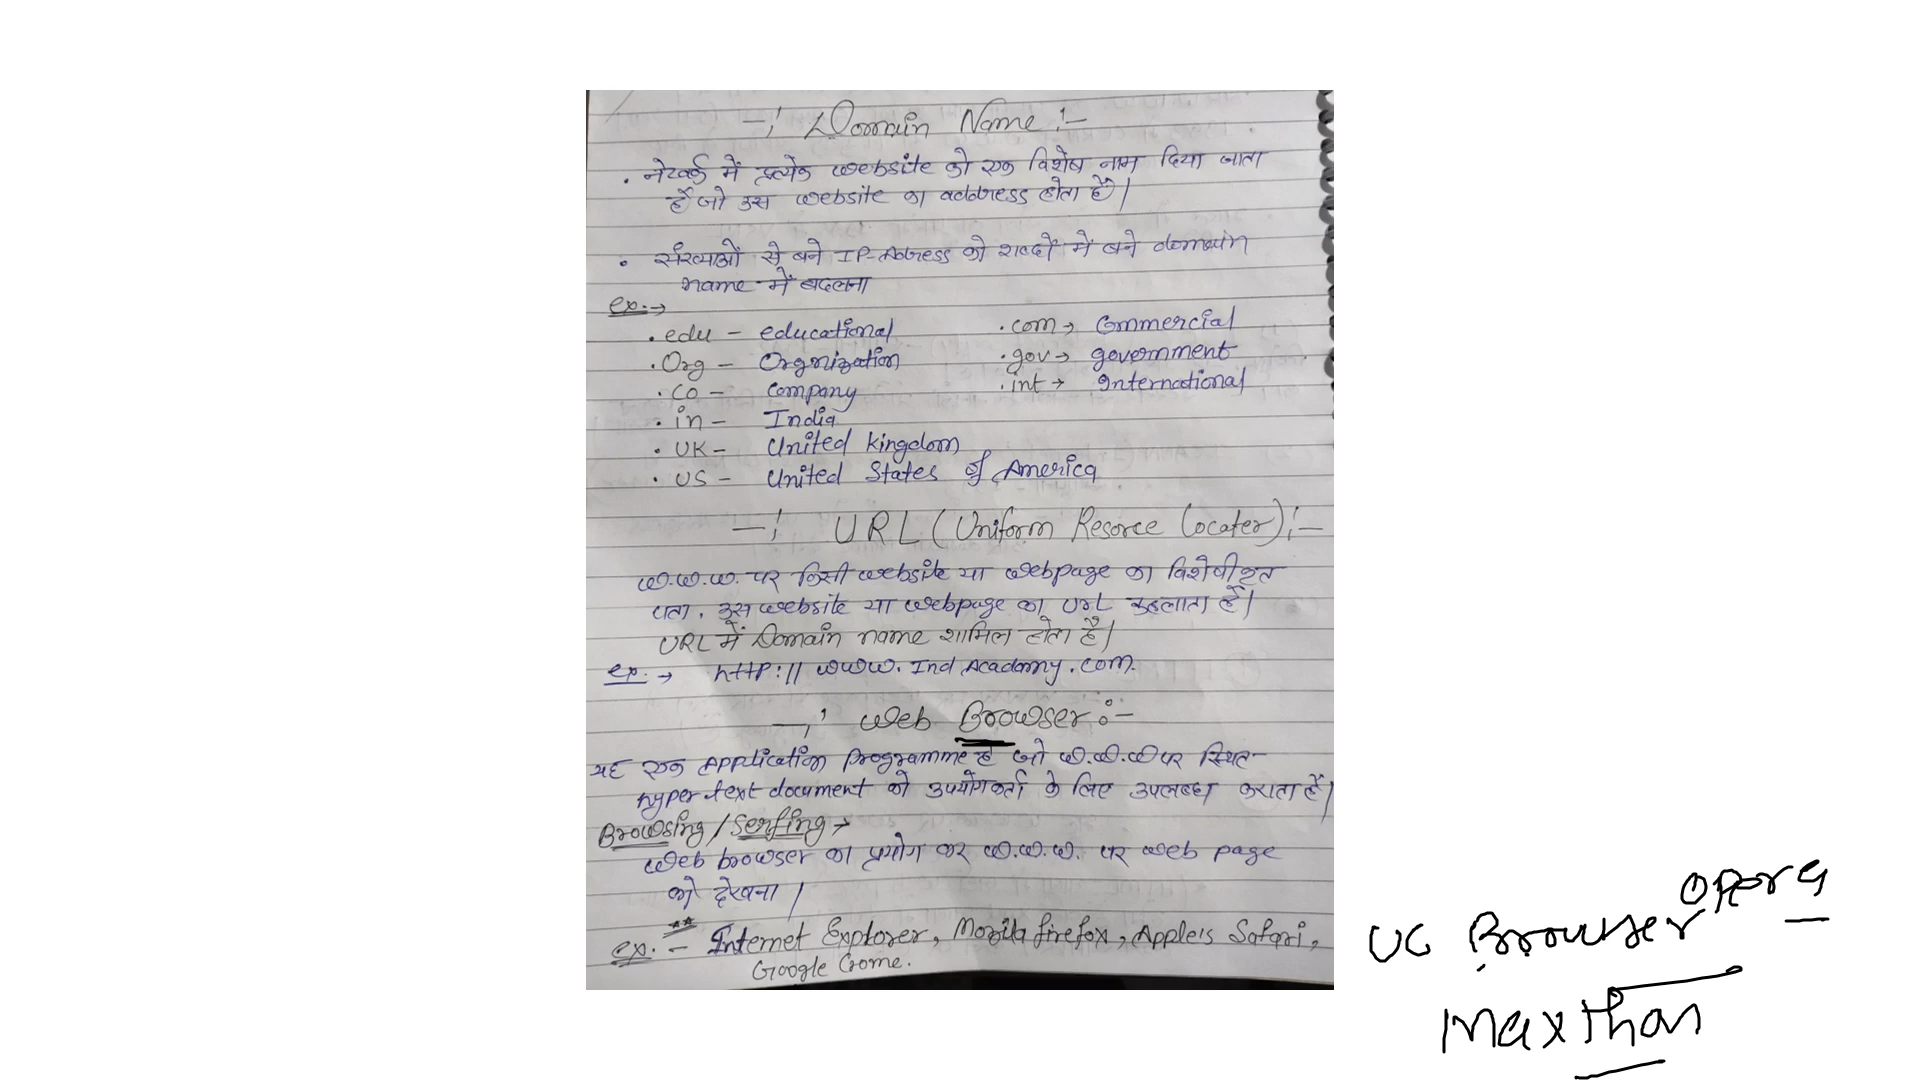 -: Domain Name :-
. नेटवर्क में प्रत्येक website को एक विशेष नाम दिया जाता
है जो उस website का address होता है|
. संख्याओं से बने IP-Adress को शब्दों में बने domain
name में बदलना
ex:→
.edu - educational .com → Commercial
.Org - Orgnization .gov → government
.co - Company .int → International
.in - India
.UK - United kingdom
.US - United States of America
-: URL (Uniform Resorce Locater) :-
W.W.W. पर किसी website या webpage का विशेषीकृत
पता, उस website या webpage का URL कहलाता है|
URL में Domain name शामिल होता है|
ex. → http:// www. Ind Academy.com.
-: Web Browser :-
यह एक Application Programme है जो W.W.W पर स्थित
hyper text document को उपयोगकर्ता के लिए उपलब्ध कराता है|
Browsing / Serfing →
Web browser का प्रयोग कर W.W.W. पर web page
को देखना |
ex. - Internet Explorer, Mozila firefox, Apple's Safari,
Google Crome.
Opera
UC Browser
Maxthon